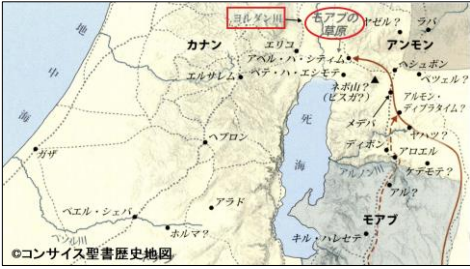 ヨルダン川
モアブの
草原
ヤゼル？
ラバ
アンモン
地中海
カナン
エリコ
アベル・ハ・シティム
ヘシュボン
エルサレム
ベテ・ハ・エシモテ
ベツェル？
ネボ山？
(ピスガ？)
アルモン・
ディブラタイム？
メデバ
死海
ヘブロン
ヤハツ？
ディボン
アロエル
ガザ
アルノン川
ケデモテ？
アラド
アル？
ベエル・シェバ
モアブ
ホルマ？
キル・ハレセテ
©コンサイス聖書歴史地図